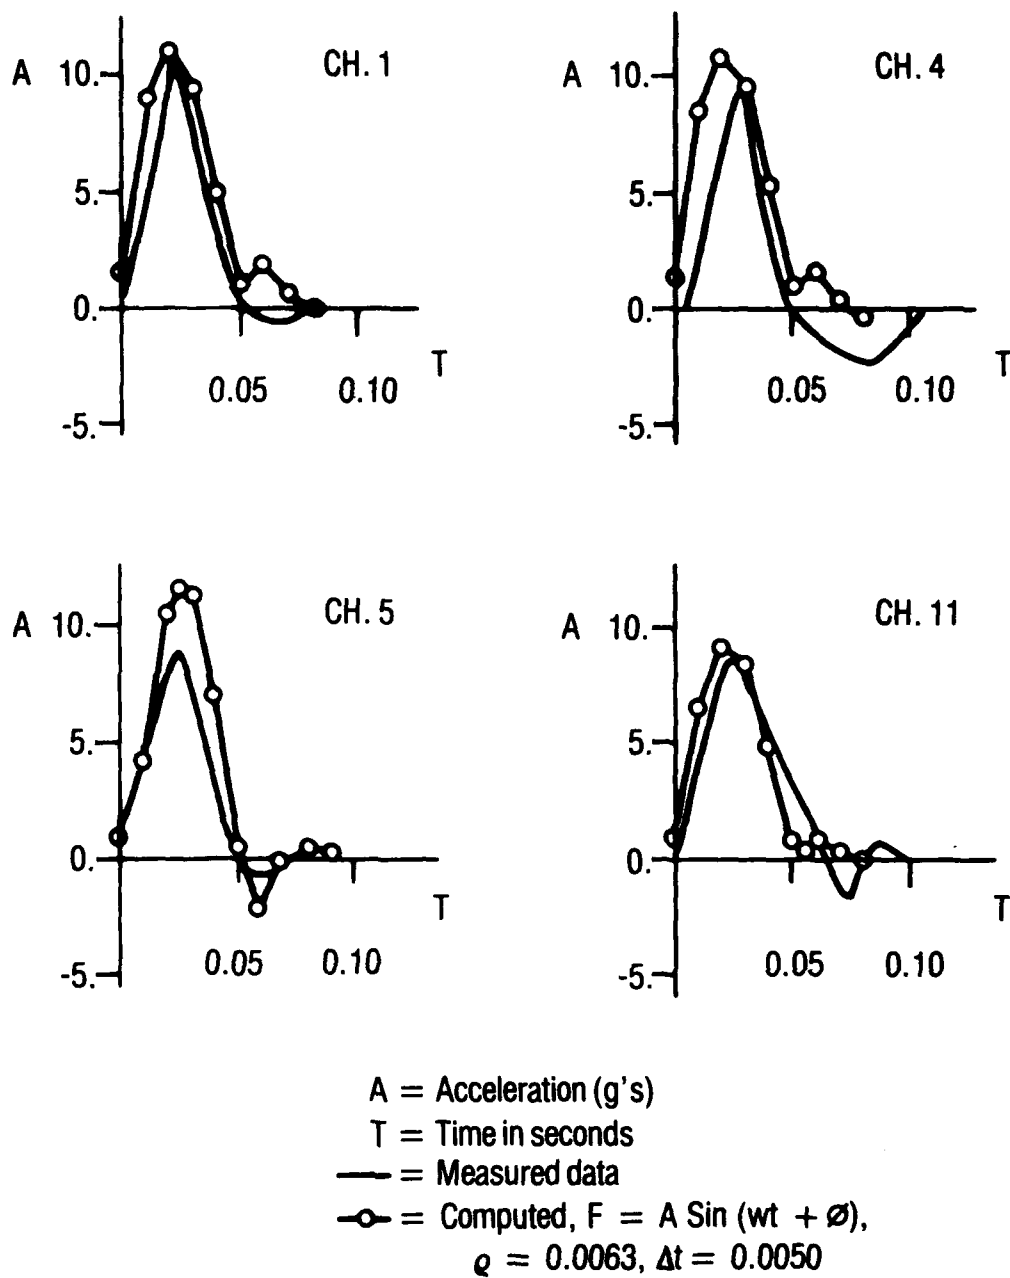 A 10. CH. 1
5.
0.
T
0.05 0.10
-5.
A 10. CH. 4
5.
0.
T
0.05 0.10
-5.
A 10. CH. 5
5.
0.
T
0.05 0.10
-5.
A 10. CH. 11
5.
0.
T
0.05 0.10
-5.
A = Acceleration (g's)
T = Time in seconds
= Measured data
= Computed, F = A Sin (wt + Ø),
ϱ = 0.0063, Δt = 0.0050